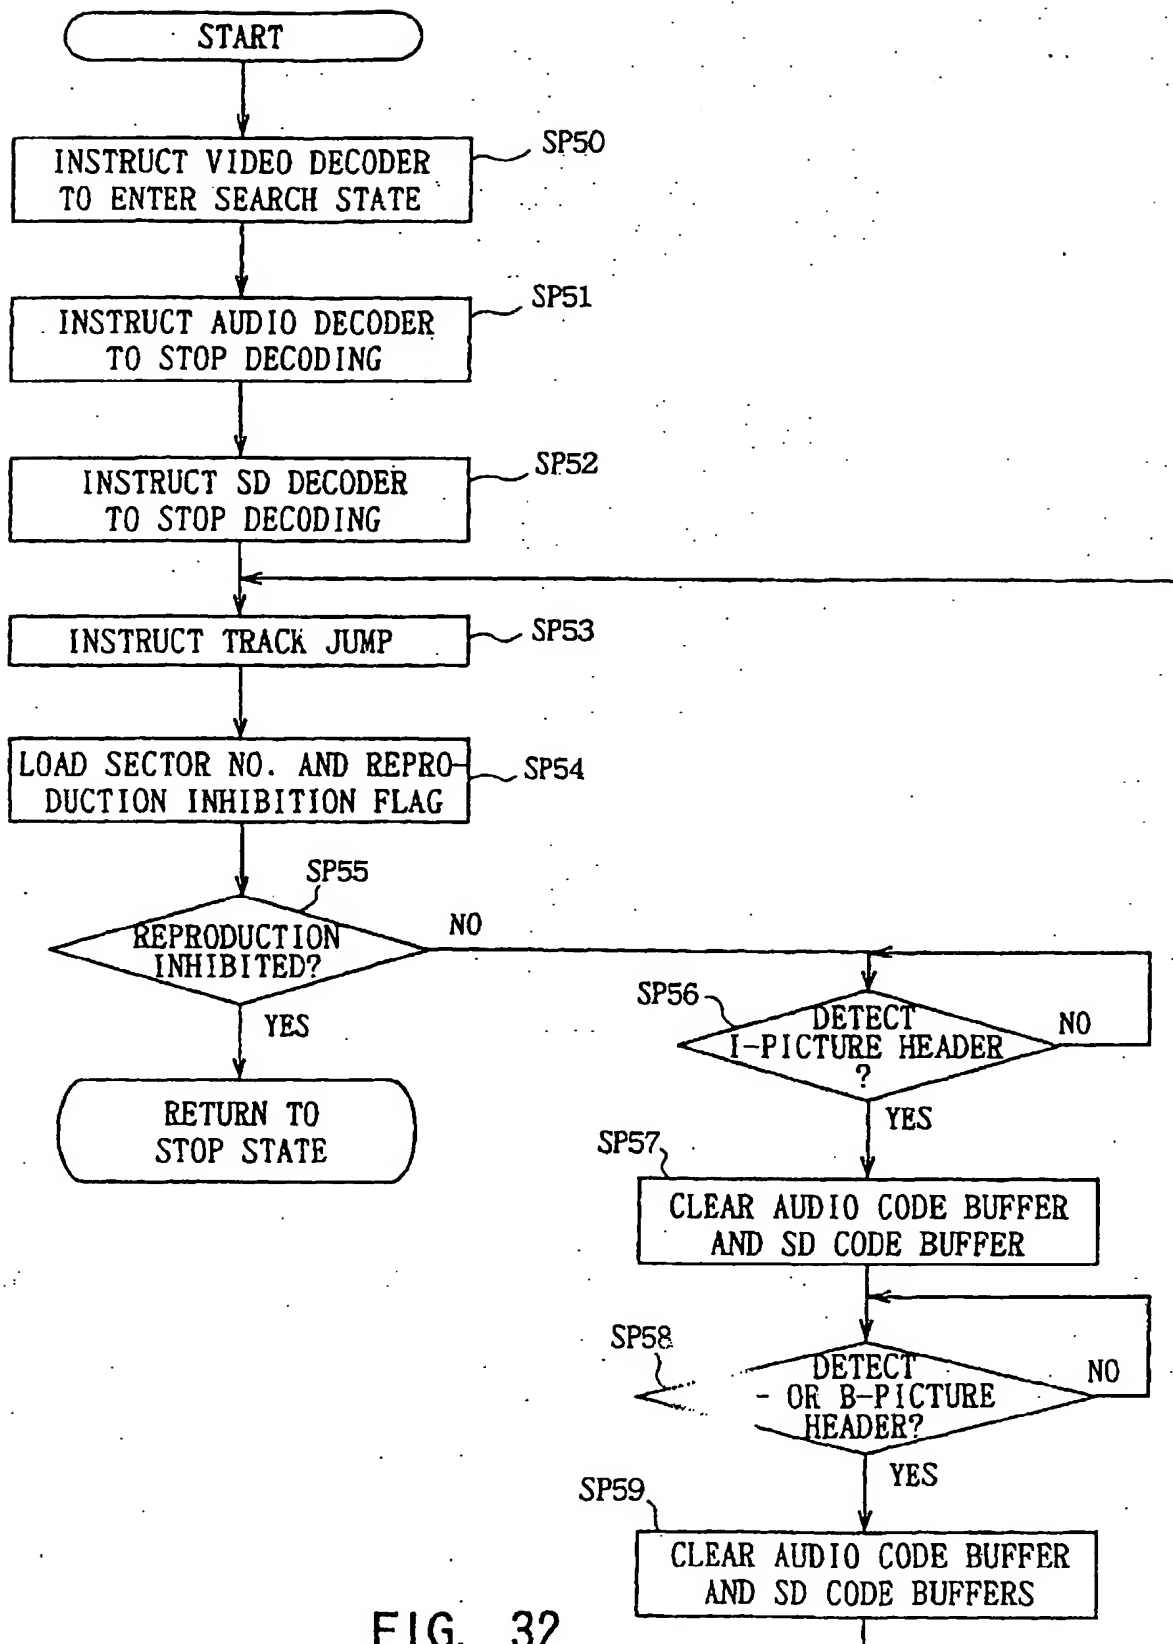 START
SP50
INSTRUCT VIDEO DECODER
TO ENTER SEARCH STATE
SP51
INSTRUCT AUDIO DECODER
TO STOP DECODING
SP52
INSTRUCT SD DECODER
TO STOP DECODING
INSTRUCT TRACK JUMP
SP53
LOAD SECTOR NO. AND REPRO-
DUCTION INHIBITION FLAG
SP54
SP55
REPRODUCTION
INHIBITED?
NO
YES
RETURN TO
STOP STATE
SP56
DETECT
I-PICTURE HEADER
?
NO
YES
SP57
CLEAR AUDIO CODE BUFFER
AND SD CODE BUFFER
SP58
DETECT
- OR B-PICTURE
HEADER?
NO
YES
SP59
CLEAR AUDIO CODE BUFFER
AND SD CODE BUFFERS
FIG. 32